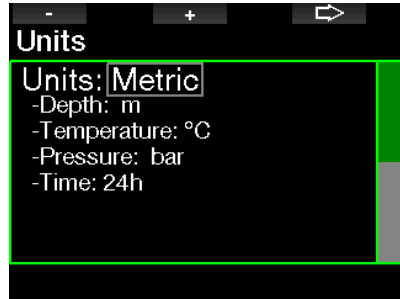 - +
Units
Units: Metric
-Depth: m
-Temperature: °C
-Pressure: bar
-Time: 24h